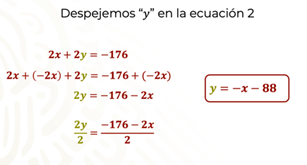 Despejemos "y" en la ecuación 2
2x + 2y = −176
2x + (−2x) + 2y = −176 + (−2x)
2y = −176 − 2x
2y/2 = −176 − 2x/2
y = −x − 88